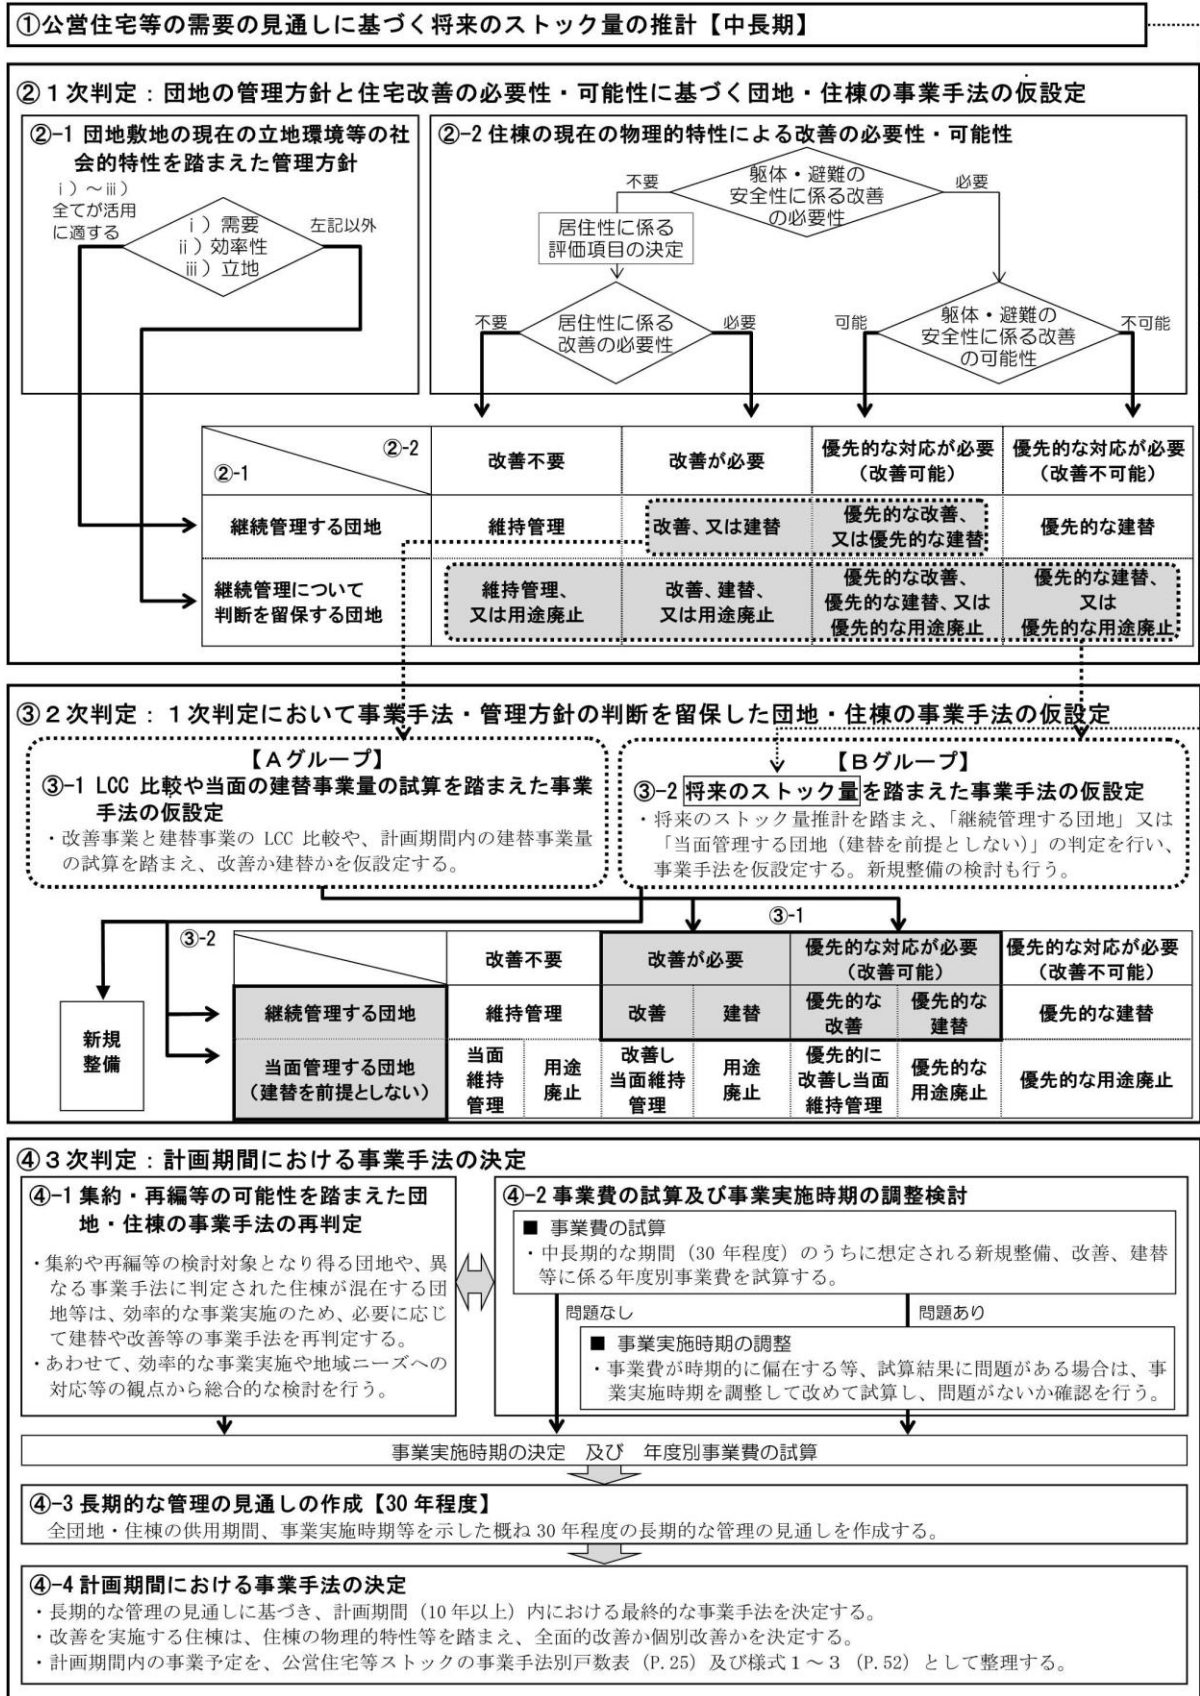 ①公営住宅等の需要の見通しに基づく将来のストック量の推計【中長期】
②１次判定：団地の管理方針と住宅改善の必要性・可能性に基づく団地・住棟の事業手法の仮設定
②-1 団地敷地の現在の立地環境等の社
会的特性を踏まえた管理方針
ⅰ）～ⅲ）
全てが活用
に適する
ⅰ）需要
ⅱ）効率性
ⅲ）立地
左記以外
②-2 住棟の現在の物理的特性による改善の必要性・可能性
不要
躯体・避難の
安全性に係る改善
の必要性
必要
居住性に係る
評価項目の決定
不要
居住性に係る
改善の必要性
必要
可能
躯体・避難の
安全性に係る改善
の可能性
不可能
②-2
②-1
改善不要
改善が必要
優先的な対応が必要
（改善可能）
優先的な対応が必要
（改善不可能）
継続管理する団地
維持管理
改善、又は建替
優先的な改善、
又は優先的な建替
優先的な建替
継続管理について
判断を留保する団地
維持管理、
又は用途廃止
改善、建替、
又は用途廃止
優先的な改善、
優先的な建替、又は
優先的な用途廃止
優先的な建替、
又は
優先的な用途廃止
③２次判定：１次判定において事業手法・管理方針の判断を留保した団地・住棟の事業手法の仮設定
【Ａグループ】
③-1 LCC 比較や当面の建替事業量の試算を踏まえた事業
手法の仮設定
・改善事業と建替事業の LCC 比較や、計画期間内の建替事業量
の試算を踏まえ、改善か建替かを仮設定する。
【Ｂグループ】
③-2 将来のストック量を踏まえた事業手法の仮設定
・将来のストック量推計を踏まえ、「継続管理する団地」又は
「当面管理する団地（建替を前提としない）」の判定を行い、
事業手法を仮設定する。新規整備の検討も行う。
③-1
③-2
改善不要
改善が必要
優先的な対応が必要
（改善可能）
優先的な対応が必要
（改善不可能）
新規
整備
継続管理する団地
維持管理
改善
建替
優先的な
改善
優先的な
建替
優先的な建替
当面管理する団地
（建替を前提としない）
当面
維持
管理
用途
廃止
改善し
当面維持
管理
用途
廃止
優先的に
改善し当面
維持管理
優先的な
用途廃止
優先的な用途廃止
④３次判定：計画期間における事業手法の決定
④-1 集約・再編等の可能性を踏まえた団
地・住棟の事業手法の再判定
・集約や再編等の検討対象となり得る団地や、異
なる事業手法に判定された住棟が混在する団
地等は、効率的な事業実施のため、必要に応じ
て建替や改善等の事業手法を再判定する。
・あわせて、効率的な事業実施や地域ニーズへの
対応等の観点から総合的な検討を行う。
④-2 事業費の試算及び事業実施時期の調整検討
■ 事業費の試算
・中長期的な期間（30 年程度）のうちに想定される新規整備、改善、建替
等に係る年度別事業費を試算する。
問題なし
問題あり
■ 事業実施時期の調整
・事業費が時期的に偏在する等、試算結果に問題がある場合は、事
業実施時期を調整して改めて試算し、問題がないか確認を行う。
事業実施時期の決定 及び 年度別事業費の試算
④-3 長期的な管理の見通しの作成【30 年程度】
全団地・住棟の供用期間、事業実施時期等を示した概ね 30 年程度の長期的な管理の見通しを作成する。
④-4 計画期間における事業手法の決定
・長期的な管理の見通しに基づき、計画期間（10 年以上）内における最終的な事業手法を決定する。
・改善を実施する住棟は、住棟の物理的特性等を踏まえ、全面的改善か個別改善かを決定する。
・計画期間内の事業予定を、公営住宅等ストックの事業手法別戸数表（P.25）及び様式１～３（P.52）として整理する。